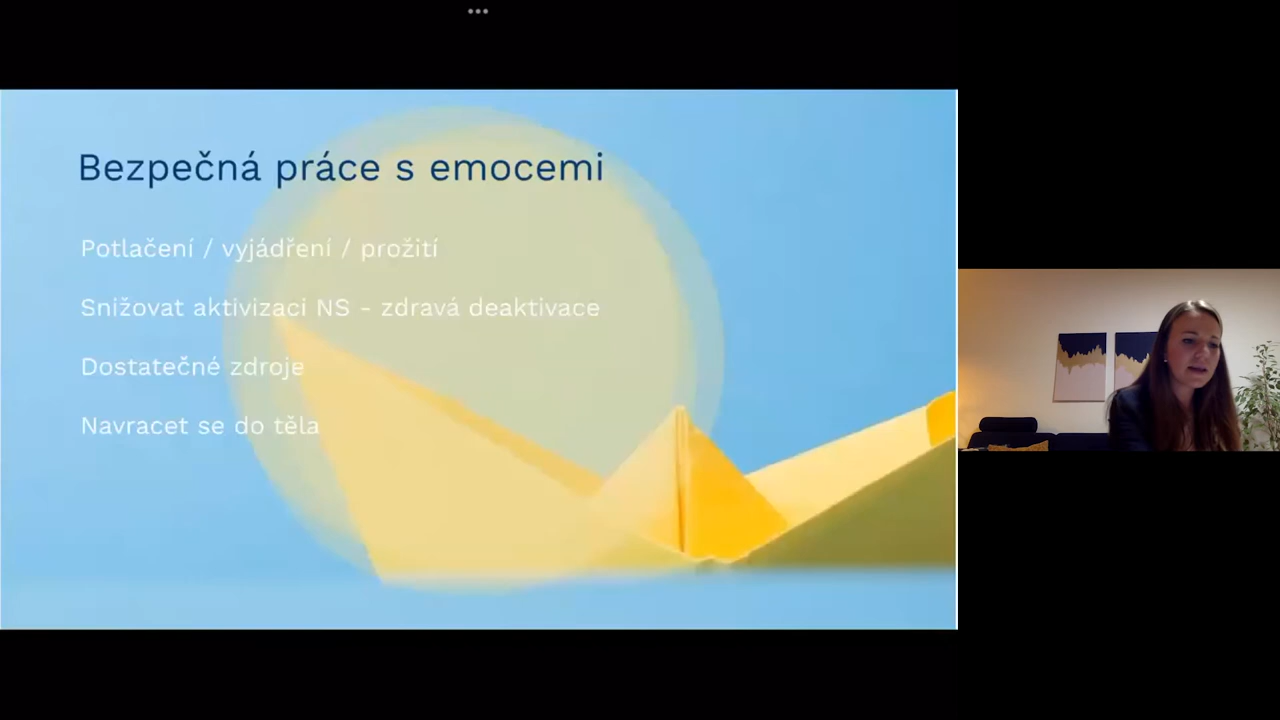 Bezpečná práce s emocemi
Potlačení / vyjádření / prožití
Snižovat aktivizaci NS - zdravá deaktivace
Dostatečné zdroje
Navracet se do těla